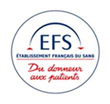 EFS
ÉTABLISSEMENT FRANÇAIS DU SANG
Du donneur
aux patients